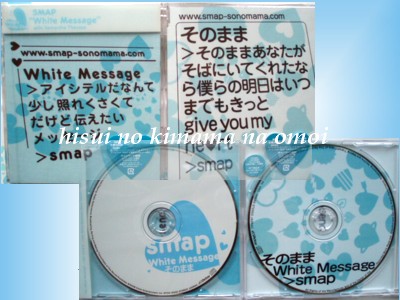 SMAP
"White Message"
www.smap-sonomama.com
White Message
>アイシテルだなんて
少し照れくさくて
だけど伝えたい
メッ
>smap
www.smap-sonomama.com
そのまま
>そのままあなたが
そばにいてくれたな
ら僕らの明日はいつ
までもきっと
give you my
>smap
hisui no kimama na omoi
smap
White Message
そのまま
そのまま
White Message
>smap